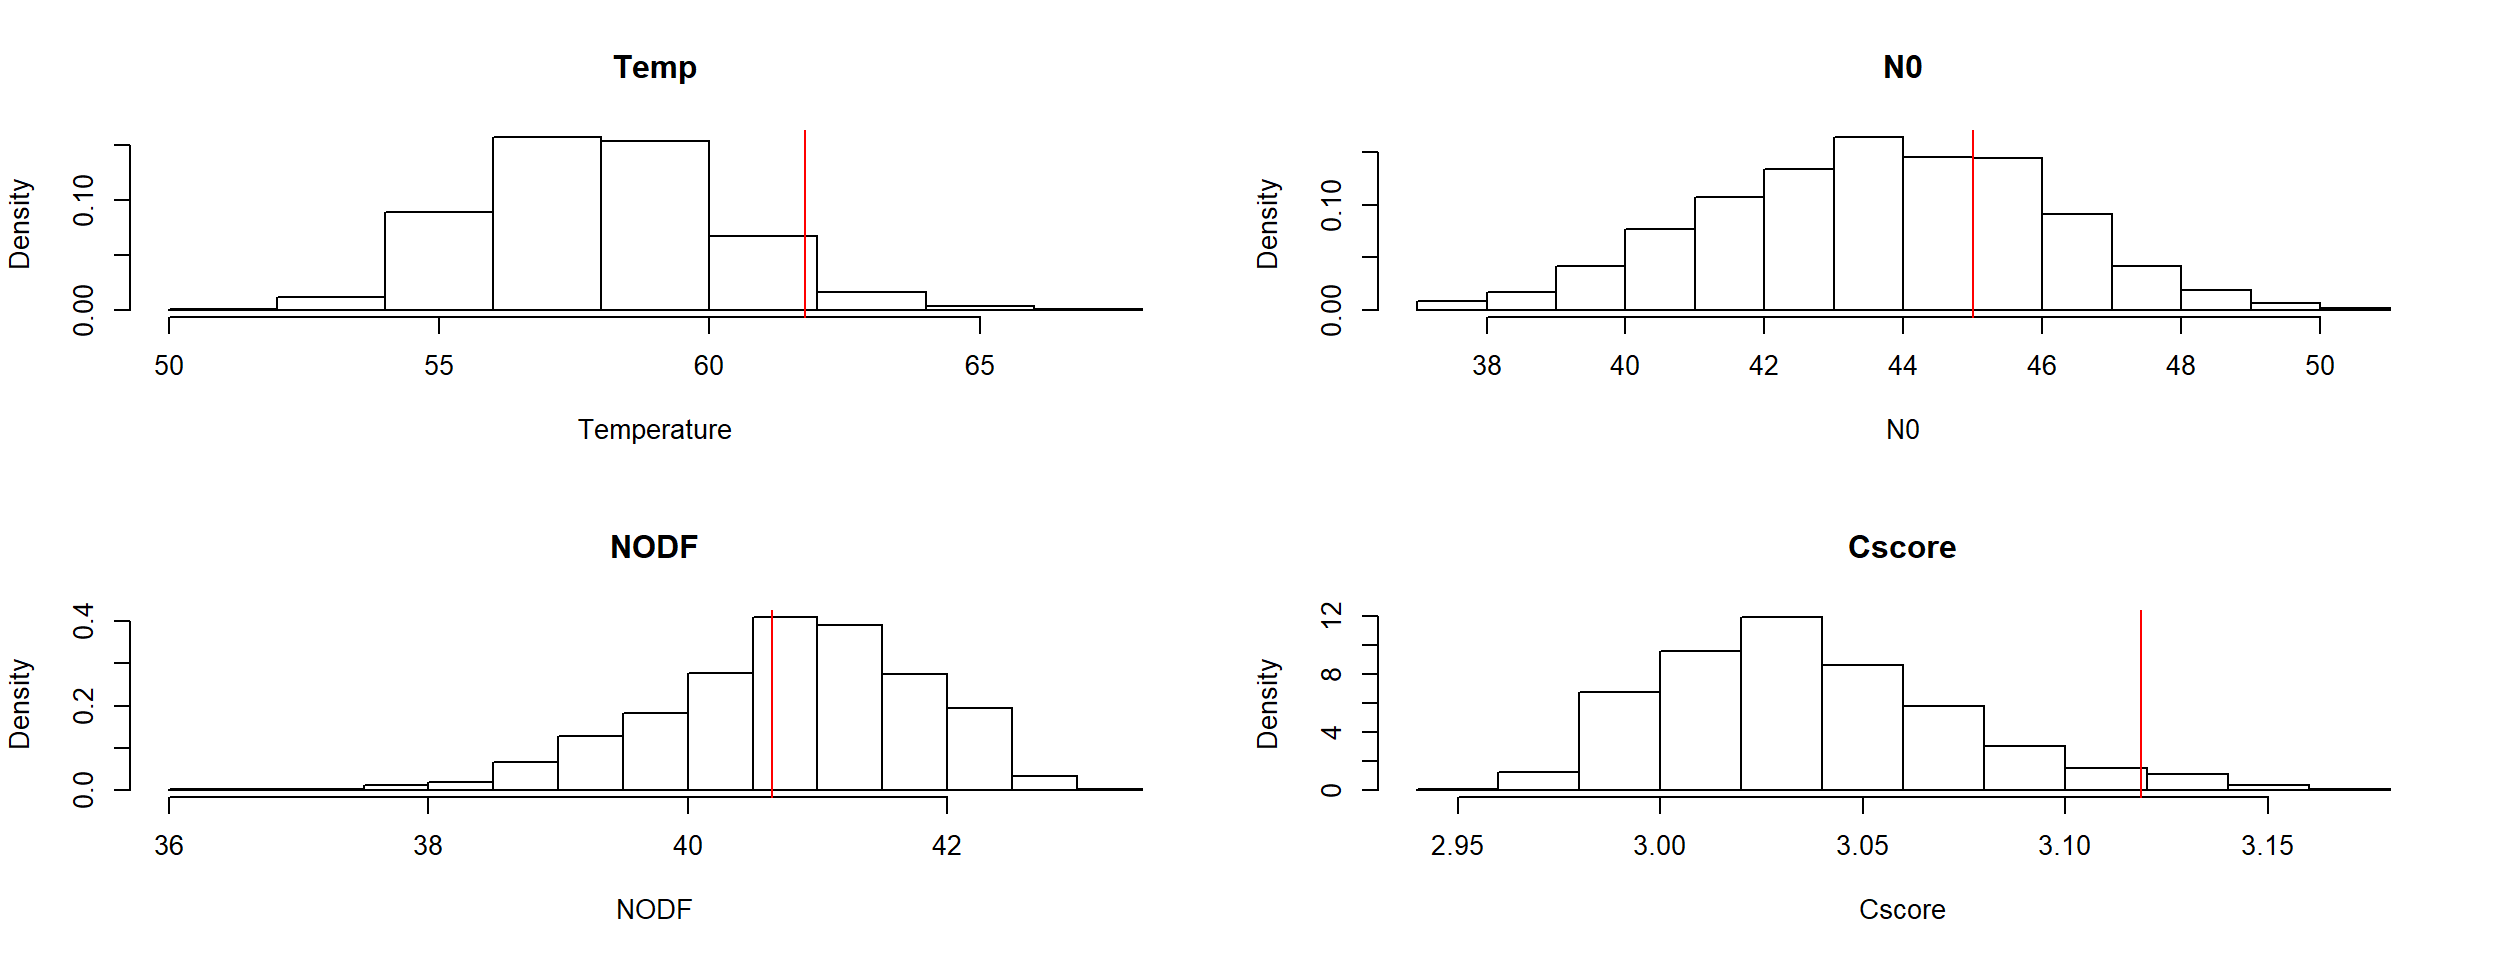 Temp
Density
0.00 0.10
50 55 60 65
Temperature
N0
Density
0.00 0.10
38 40 42 44 46 48 50
N0
NODF
Density
0.0 0.2 0.4
36 38 40 42
NODF
Cscore
Density
0 4 8 12
2.95 3.00 3.05 3.10 3.15
Cscore